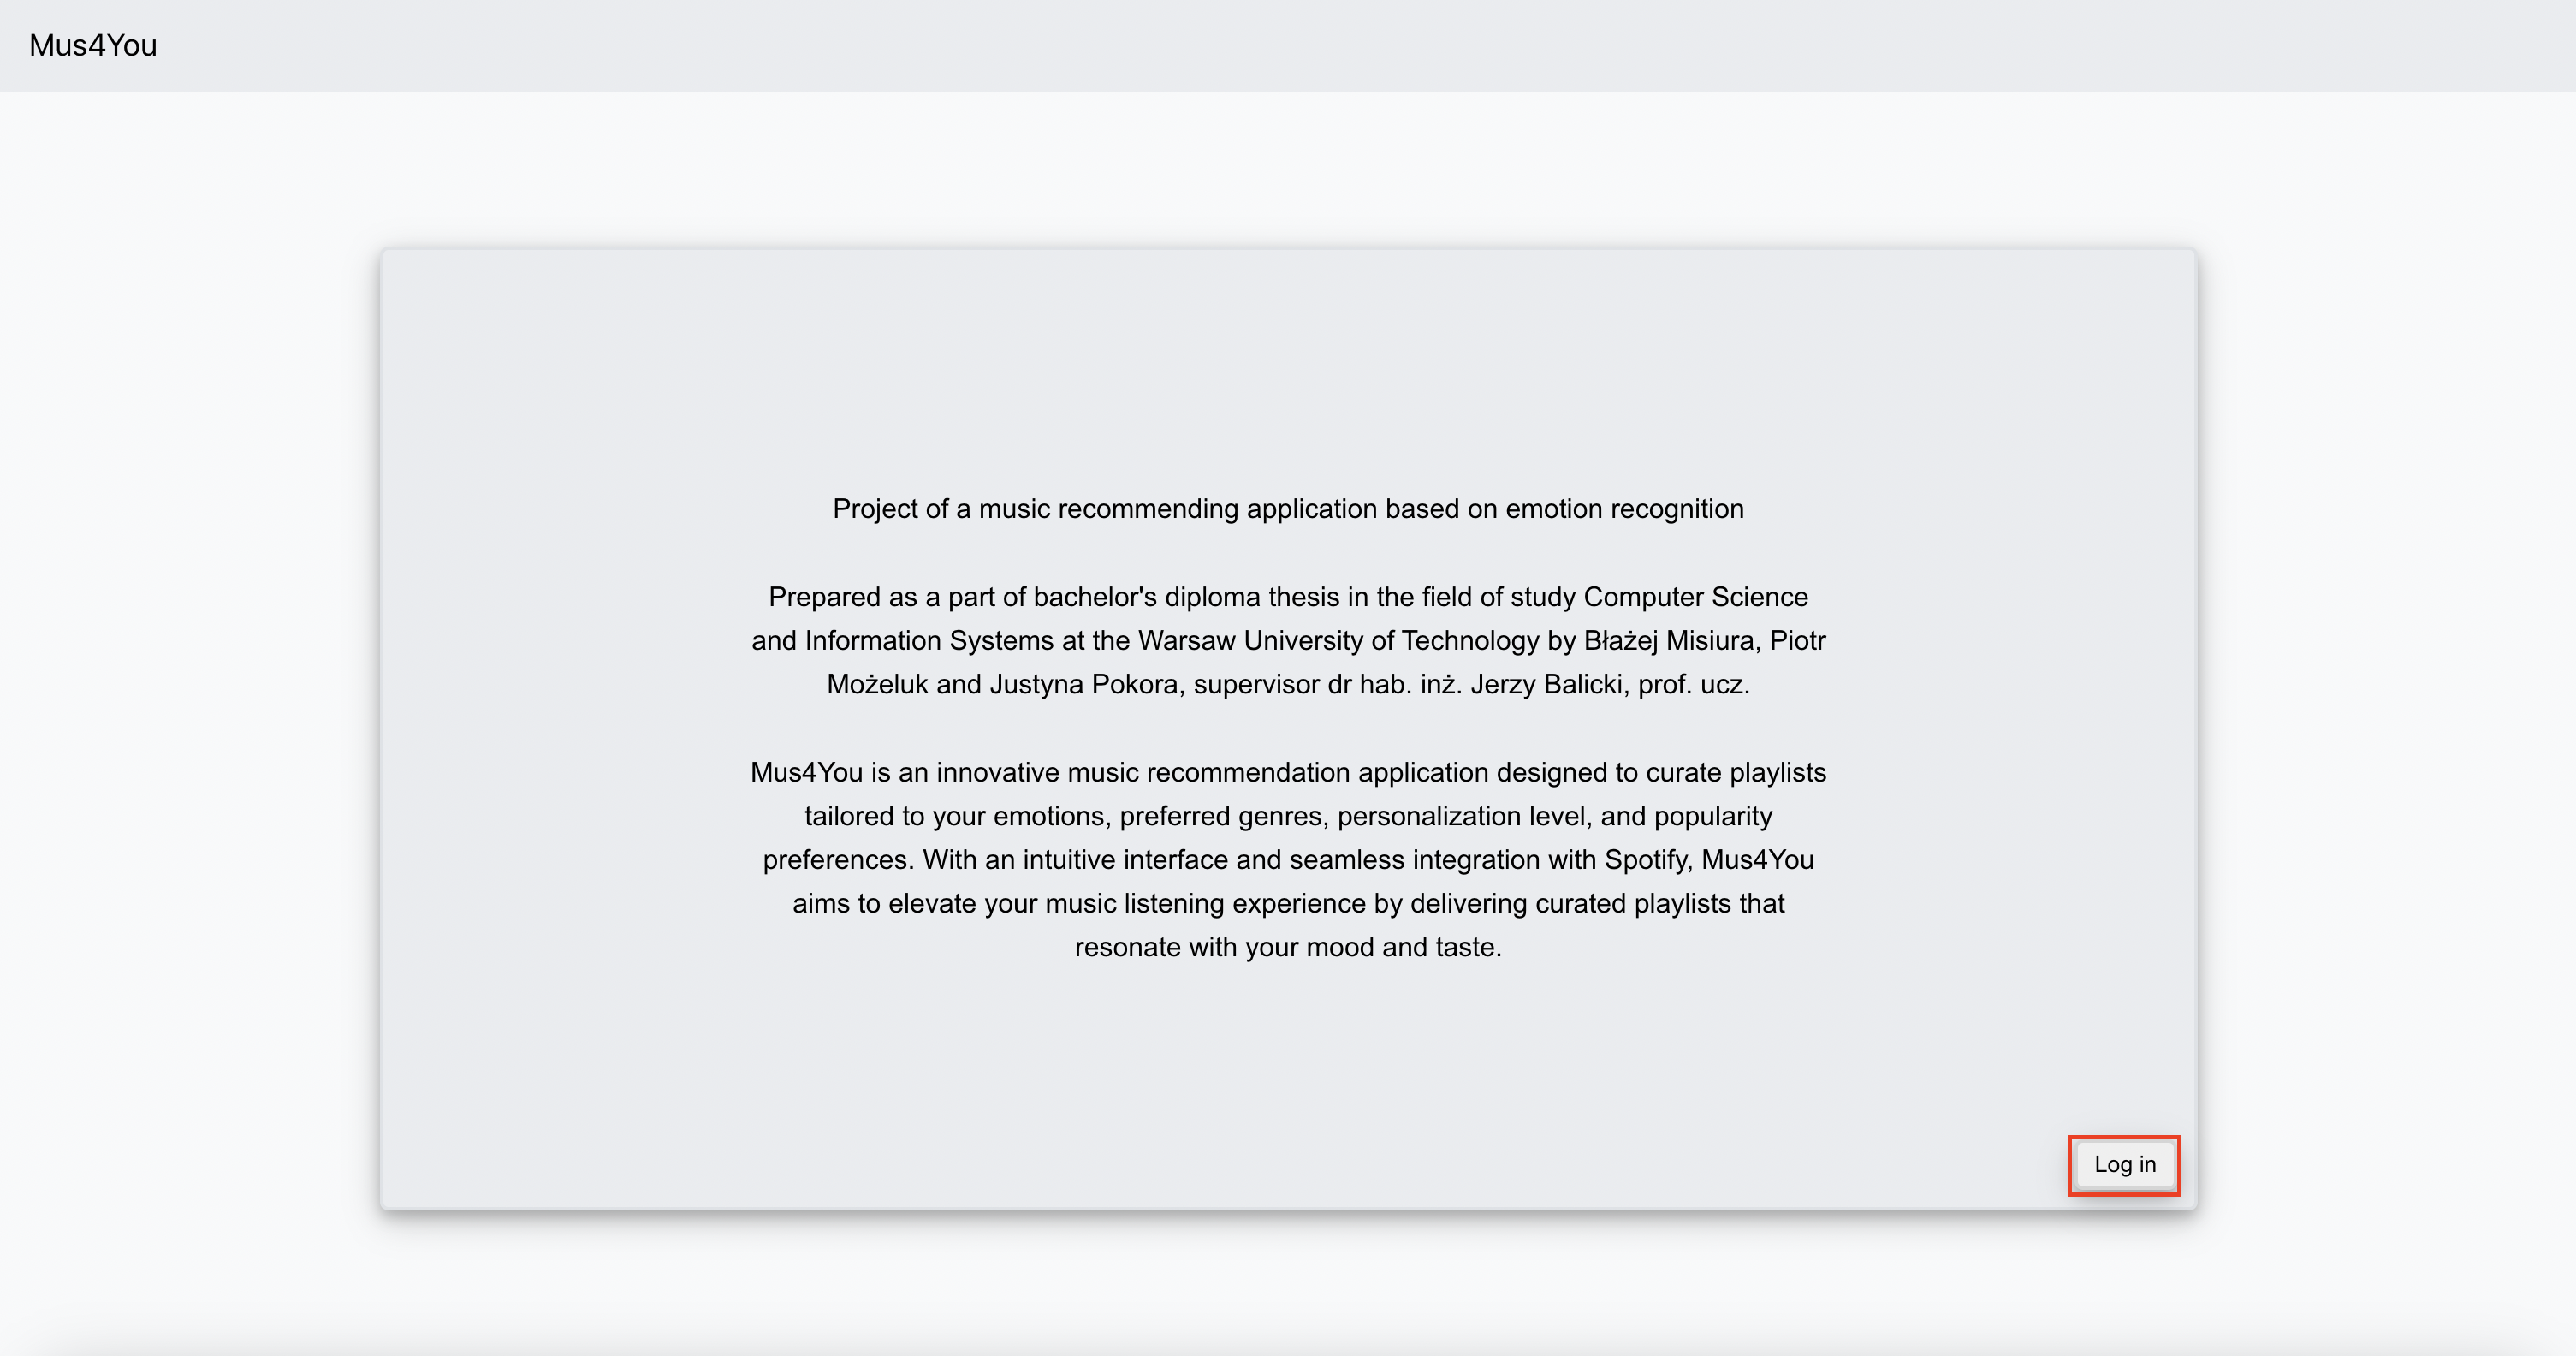 Mus4You
Project of a music recommending application based on emotion recognition
Prepared as a part of bachelor's diploma thesis in the field of study Computer Science
and Information Systems at the Warsaw University of Technology by Błażej Misiura, Piotr
Możeluk and Justyna Pokora, supervisor dr hab. inż. Jerzy Balicki, prof. ucz.
Mus4You is an innovative music recommendation application designed to curate playlists
tailored to your emotions, preferred genres, personalization level, and popularity
preferences. With an intuitive interface and seamless integration with Spotify, Mus4You
aims to elevate your music listening experience by delivering curated playlists that
resonate with your mood and taste.
Log in